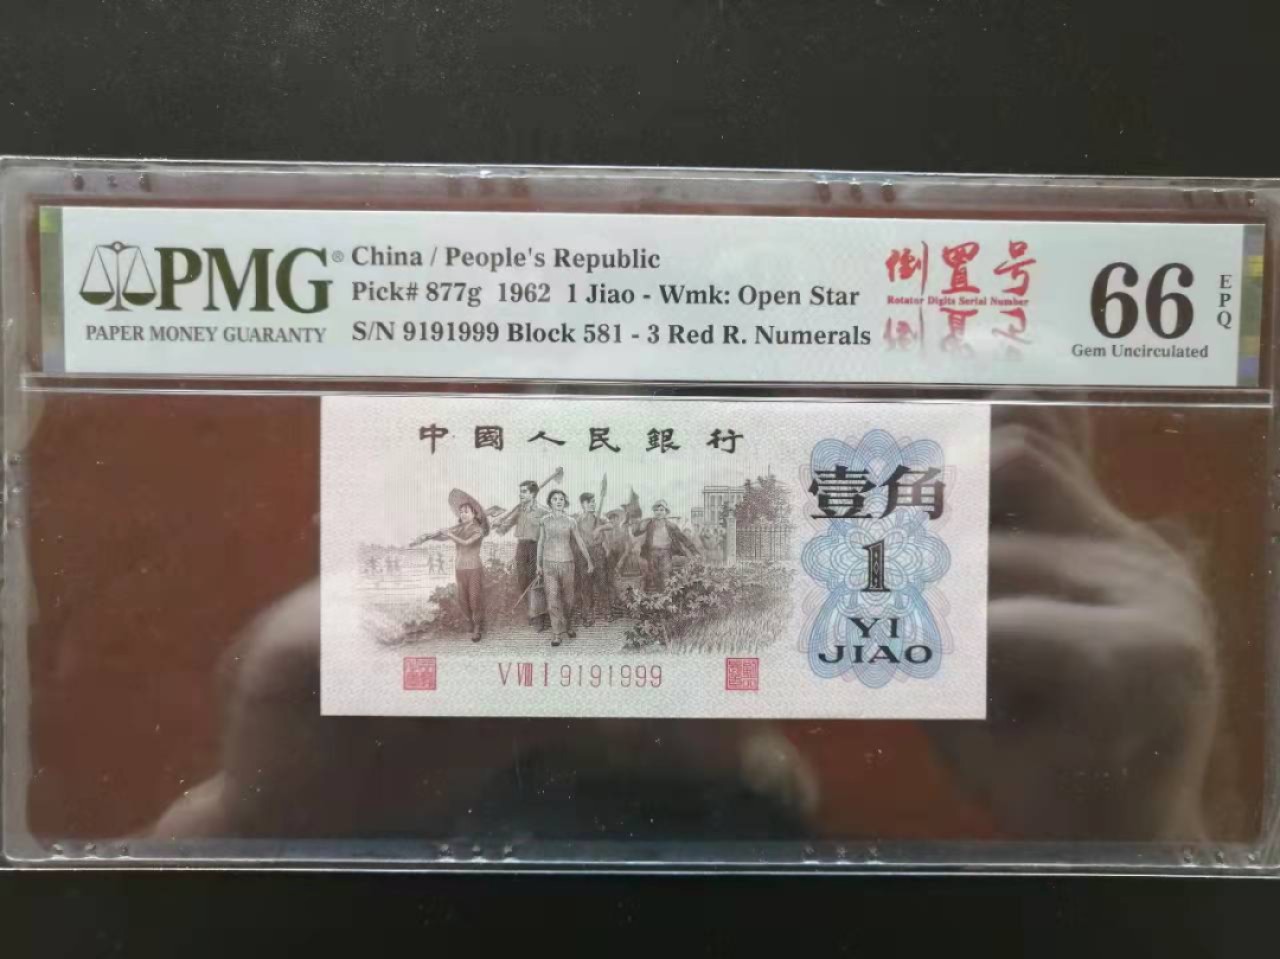 PMG®
PAPER MONEY GUARANTY
China / People's Republic
Pick# 877g 1962 1 Jiao - Wmk: Open Star
S/N 9191999 Block 581 - 3 Red R. Numerals
倒置号
Rotator Digits Serial Number
66
EPQ
Gem Uncirculated
中國人民銀行
壹角
1
YI
JIAO
V VIII I 9191999